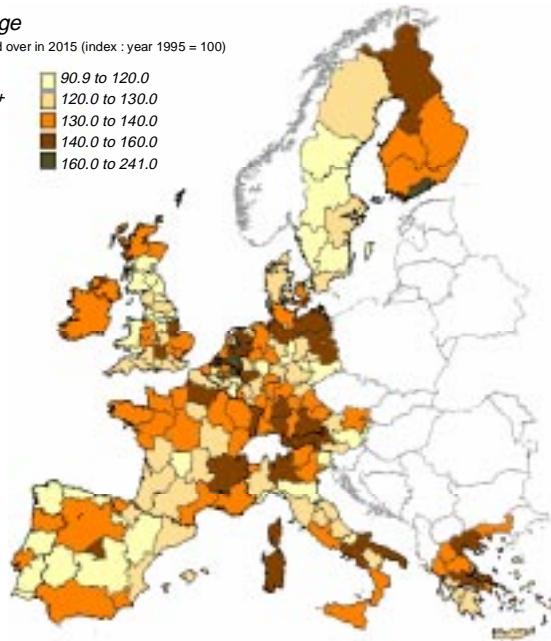 ge
d over in 2015 (index : year 1995 = 100)
+
90.9 to 120.0
120.0 to 130.0
130.0 to 140.0
140.0 to 160.0
160.0 to 241.0